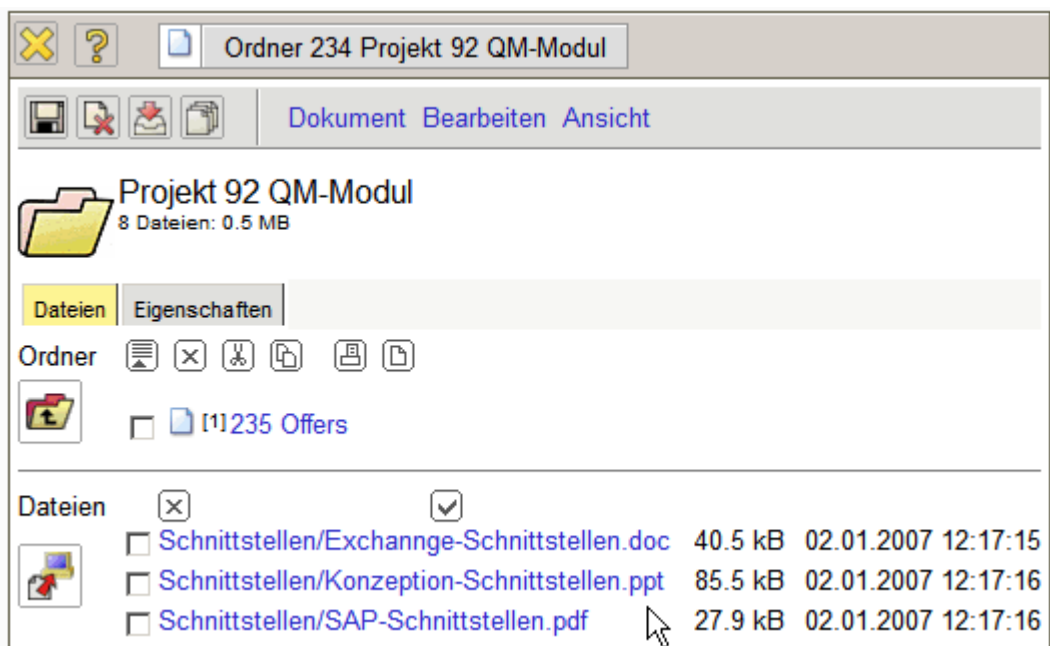 Ordner 234 Projekt 92 QM-Modul
Dokument Bearbeiten Ansicht
Projekt 92 QM-Modul
8 Dateien: 0.5 MB
Dateien Eigenschaften
Ordner
[1] 235 Offers
Dateien
Schnittstellen/Exchannge-Schnittstellen.doc 40.5 kB 02.01.2007 12:17:15
Schnittstellen/Konzeption-Schnittstellen.ppt 85.5 kB 02.01.2007 12:17:16
Schnittstellen/SAP-Schnittstellen.pdf 27.9 kB 02.01.2007 12:17:16